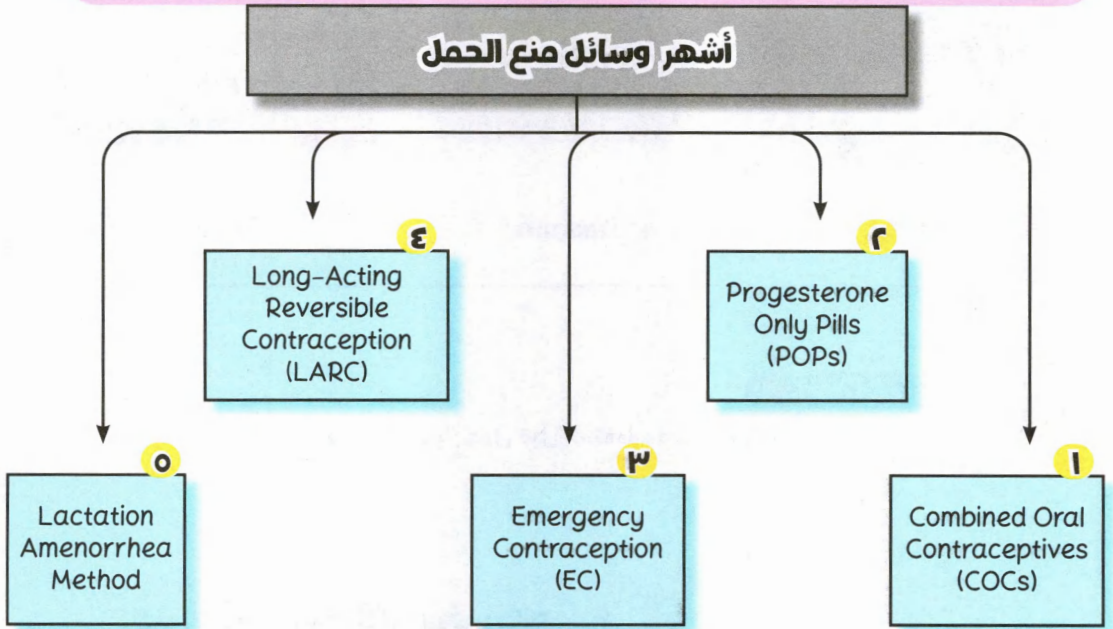 أشهر وسائل منع الحمل
١
Combined Oral
Contraceptives
(COCs)
٢
Progesterone
Only Pills
(POPs)
٣
Emergency
Contraception
(EC)
٤
Long-Acting
Reversible
Contraception
(LARC)
٥
Lactation
Amenorrhea
Method